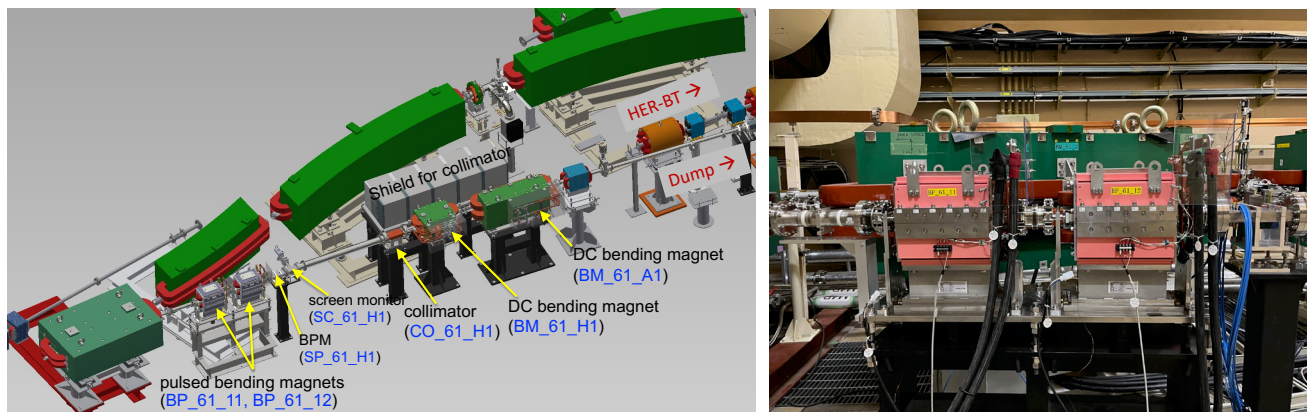 HER-BT →
Dump →
Shield for collimator
DC bending magnet
(BM_61_A1)
DC bending magnet
(BM_61_H1)
collimator
(CO_61_H1)
screen monitor
(SC_61_H1)
BPM
(SP_61_H1)
pulsed bending magnets
(BP_61_11, BP_61_12)
BP_61_11
BP_61_12